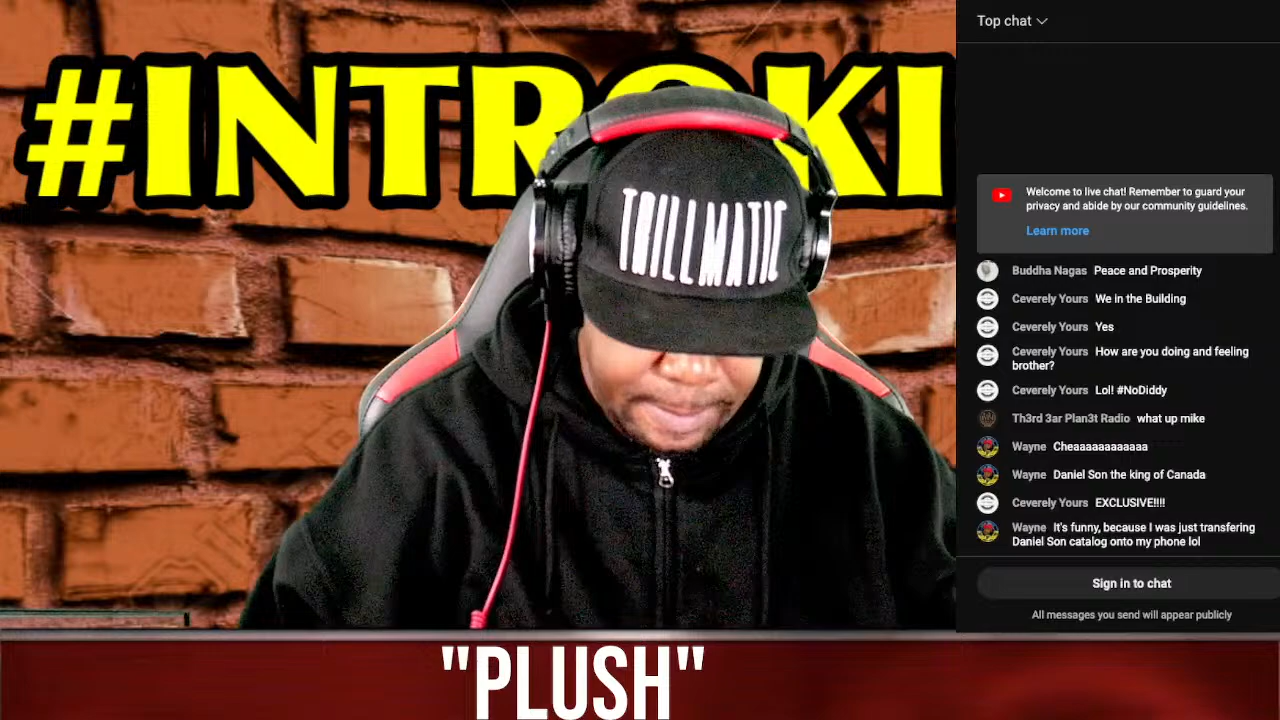 #INTROKI
TRILLMATIC
"PLUSH"
Top chat
Welcome to live chat! Remember to guard your
privacy and abide by our community guidelines.
Learn more
Buddha Nagas Peace and Prosperity
Ceverely Yours We in the Building
Ceverely Yours Yes
Ceverely Yours How are you doing and feeling
brother?
Ceverely Yours Lol! #NoDiddy
Th3rd 3ar Plan3t Radio what up mike
Wayne Cheaaaaaaaaaaaa
Wayne Daniel Son the king of Canada
Ceverely Yours EXCLUSIVE!!!!
Wayne It's funny, because I was just transfering
Daniel Son catalog onto my phone lol
Sign in to chat
All messages you send will appear publicly